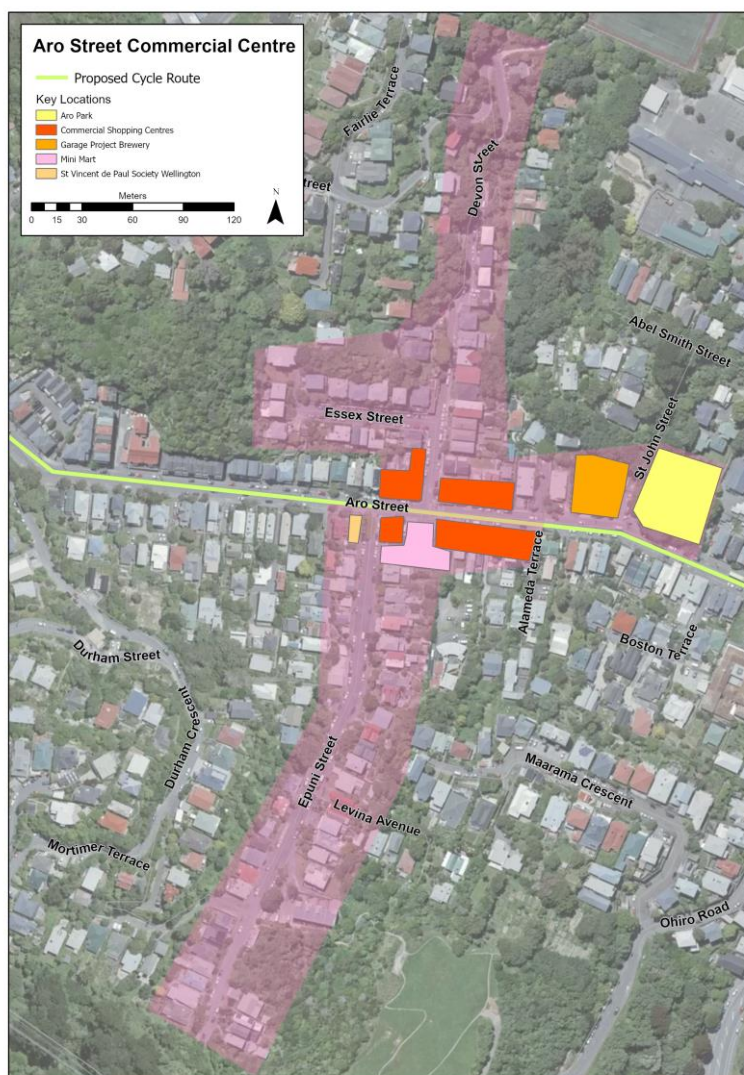 Aro Street Commercial Centre
Proposed Cycle Route
Key Locations
Aro Park
Commercial Shopping Centres
Garage Project Brewery
Mini Mart
St Vincent de Paul Society Wellington
Meters
0 15 30 60 90 120
N
Fairlie Terrace
treet
Devon Street
Abel Smith Street
Essex Street
St John Street
Aro Street
Alameda Terrace
Boston Terrace
Durham Street
Durham Crescent
Epuni Street
Maarama Crescent
Levina Avenue
Mortimer Terrace
Ohiro Road